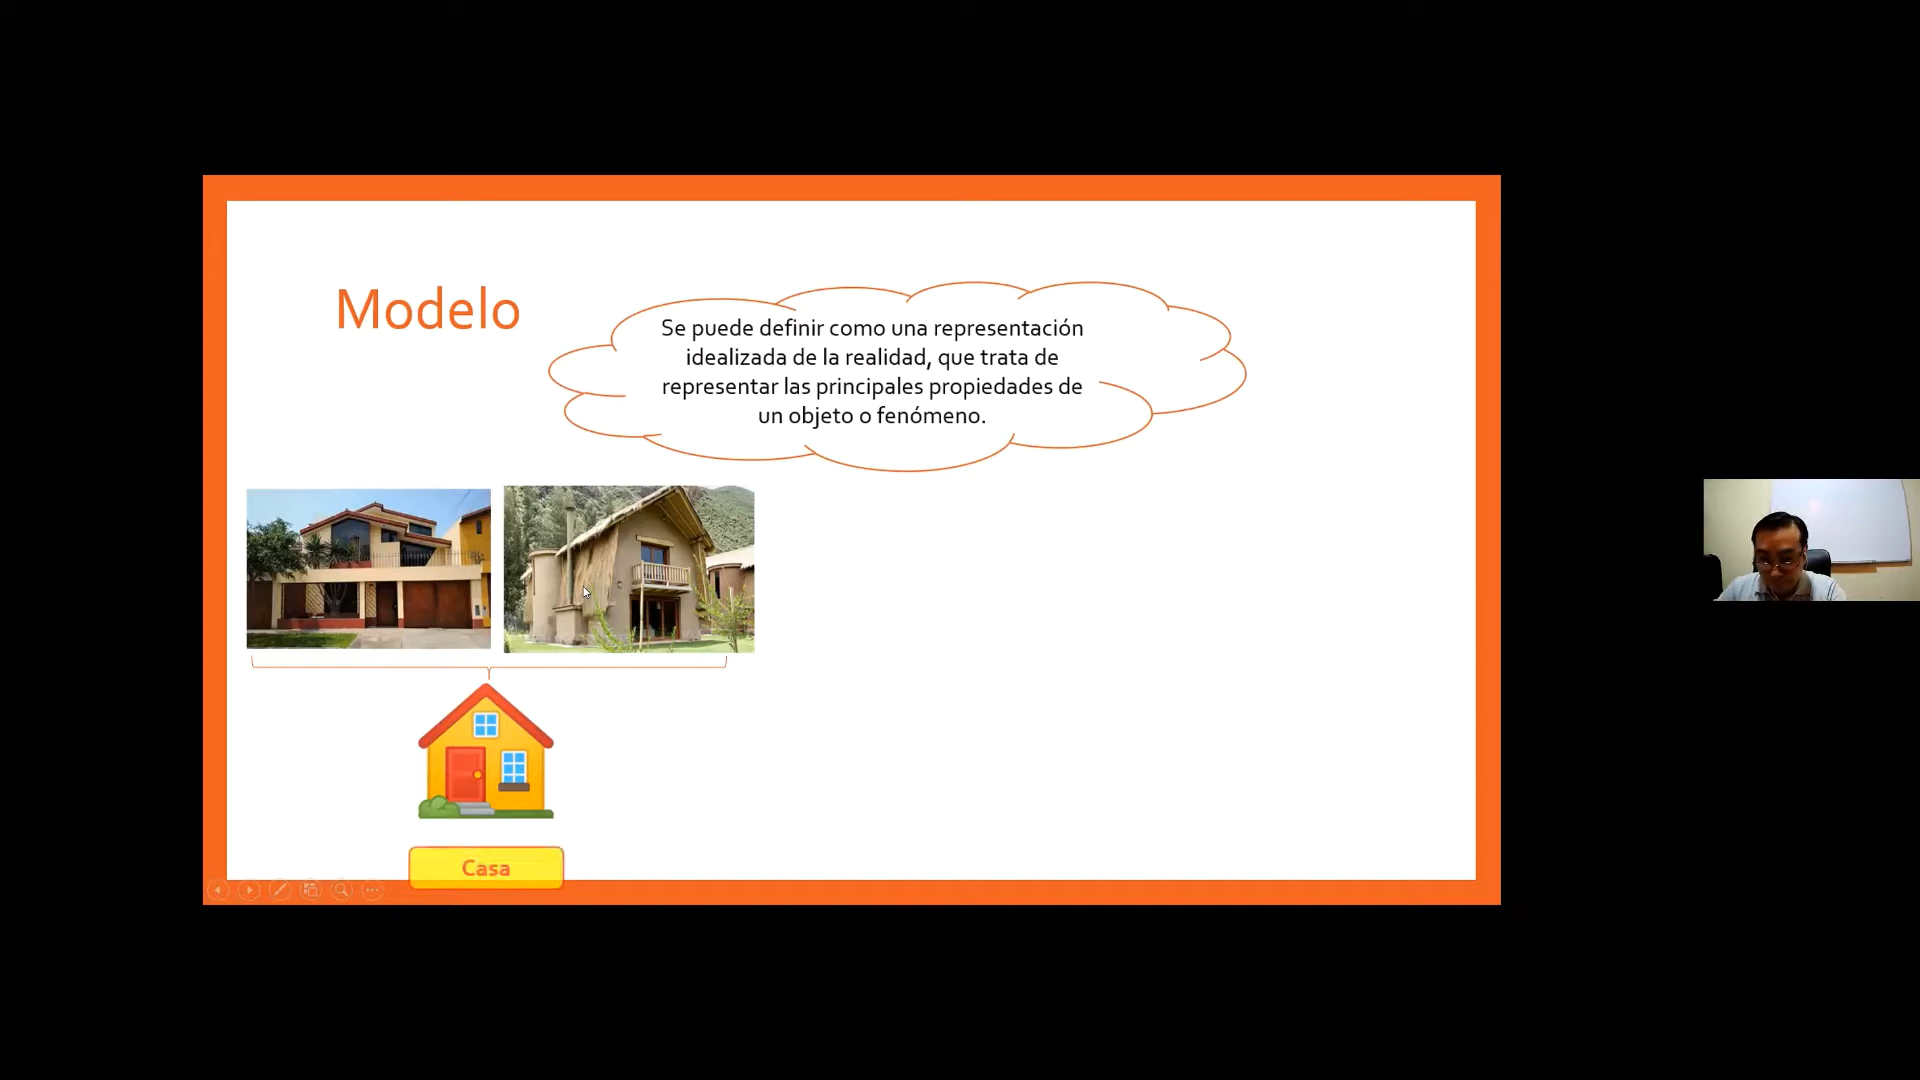 Modelo
Se puede definir como una representación
idealizada de la realidad, que trata de
representar las principales propiedades de
un objeto o fenómeno.
Casa